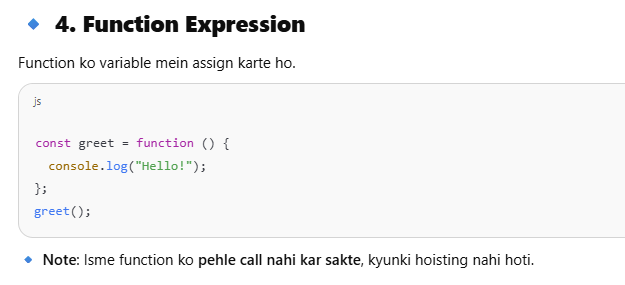 4. Function Expression
Function ko variable mein assign karte ho.
js
const greet = function () {
  console.log("Hello!");
};
greet();
Note: Isme function ko pehle call nahi kar sakte, kyunki hoisting nahi hoti.